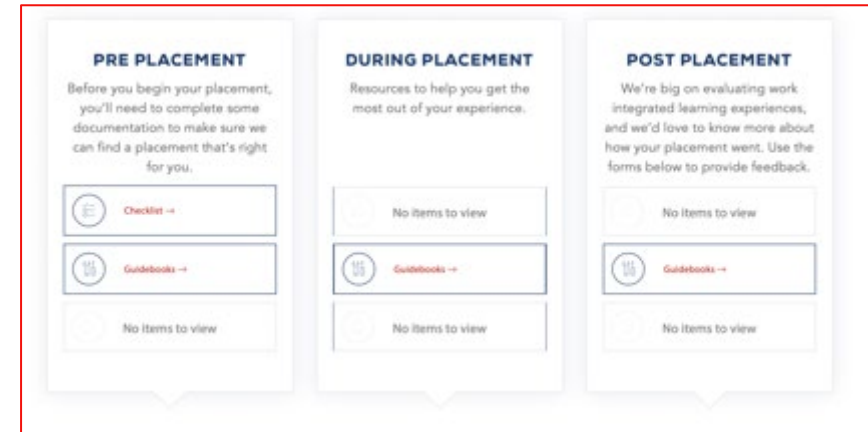 PRE PLACEMENT
Before you begin your placement,
you'll need to complete some
documentation to make sure we
can find a placement that's right
for you.
Checklist →
Guidebooks →
No items to view
DURING PLACEMENT
Resources to help you get the
most out of your experience.
No items to view
Guidebooks →
No items to view
POST PLACEMENT
We're big on evaluating work
integrated learning experiences,
and we'd love to know more about
how your placement went. Use the
forms below to provide feedback.
No items to view
Guidebooks →
No items to view